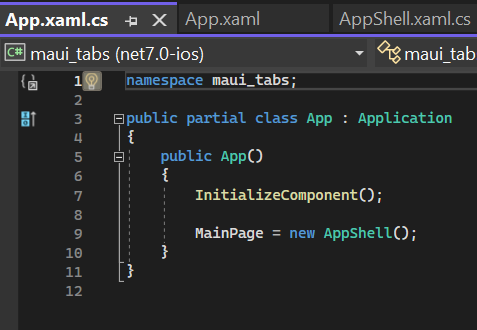 App.xaml.cs App.xaml AppShell.xaml.cs
C# maui_tabs (net7.0-ios) maui_tab
1 namespace maui_tabs;
2
3 public partial class App : Application
4 {
5 public App()
6 {
7 InitializeComponent();
8
9 MainPage = new AppShell();
10 }
11 }
12